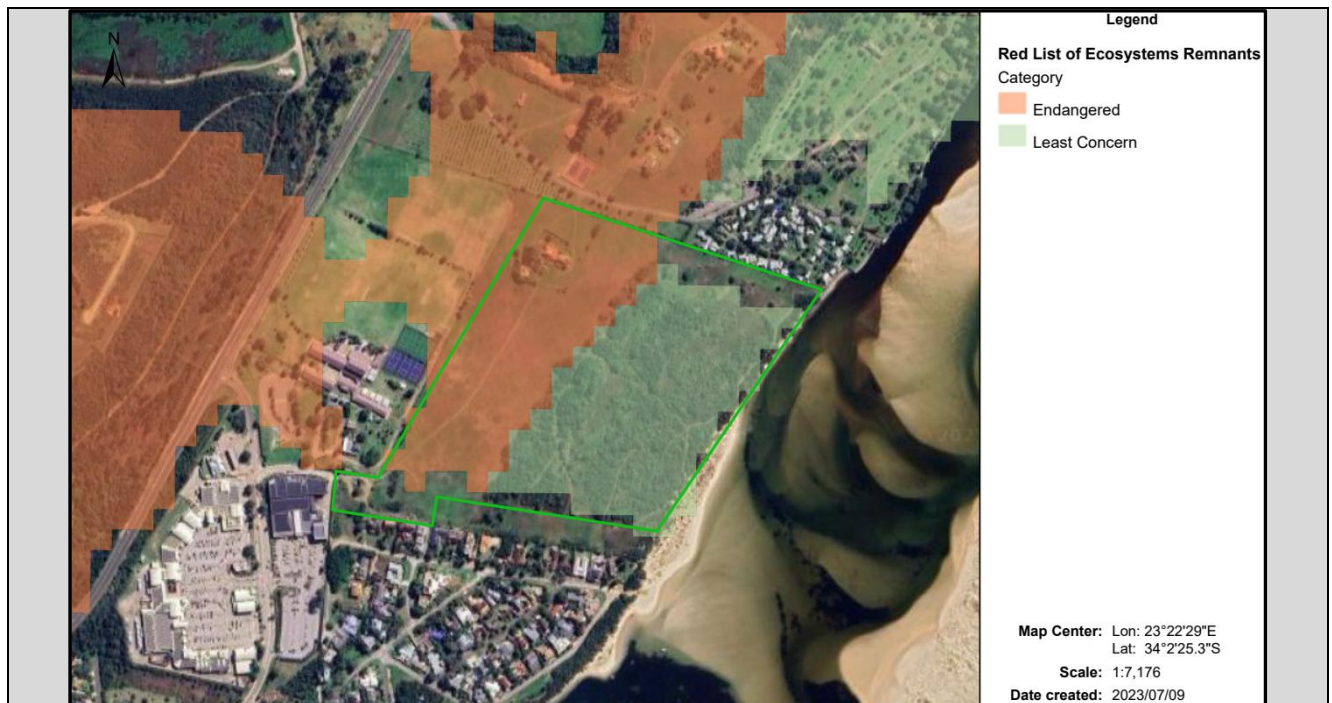 N
Legend
Red List of Ecosystems Remnants
Category
Endangered
Least Concern
Map Center: Lon: 23°22'29"E
Lat: 34°2'25.3"S
Scale: 1:7,176
Date created: 2023/07/09